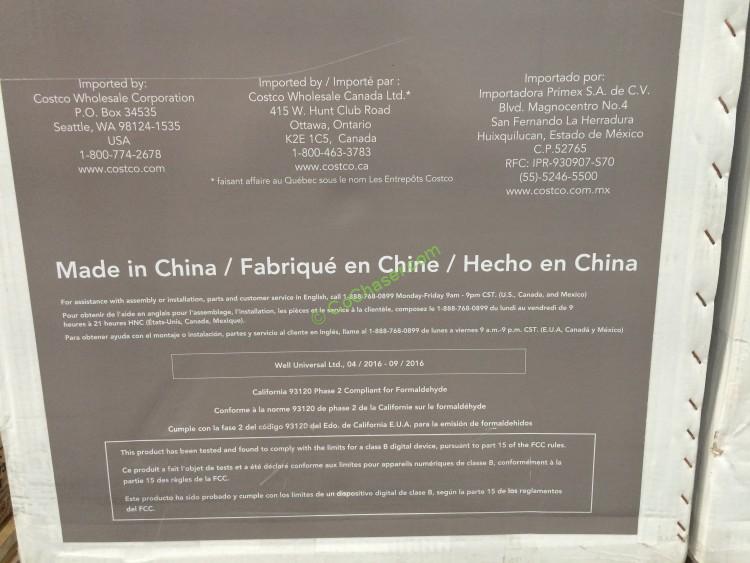 Imported by:
Costco Wholesale Corporation
P.O. Box 34535
Seattle, WA 98124-1535
USA
1-800-774-2678
www.costco.com
Imported by / Importé par :
Costco Wholesale Canada Ltd.*
415 W. Hunt Club Road
Ottawa, Ontario
K2E 1C5, Canada
1-800-463-3783
www.costco.ca
* faisant affaire au Québec sous le nom Les Entrepôts Costco
Importado por:
Importadora Primex S.A. de C.V.
Blvd. Magnocentro No.4
San Fernando La Herradura
Huixquilucan, Estado de México
C.P.52765
RFC: IPR-930907-S70
(55)-5246-5500
www.costco.com.mx
Made in China / Fabriqué en Chine / Hecho en China
© CoChaser.com
For assistance with assembly or installation, parts and customer service in English, call 1-888-768-0899 Monday-Friday 9am - 9pm CST. (U.S., Canada, and Mexico)
Pour obtenir de l'aide en anglais pour l'assemblage, l'installation, les pièces et le service à la clientèle, composez le 1-888-768-0899 du lundi au vendredi de 9
heures à 21 heures HNC (États-Unis, Canada, Mexique).
Para obtener ayuda con el montaje o instalación, partes y servicio al cliente en Inglés, llame al 1-888-768-0899 de lunes a viernes 9 a.m.-9 p.m. CST. (E.U.A, Canadá y México)
Well Universal Ltd., 04 / 2016 - 09 / 2016
California 93120 Phase 2 Compliant for Formaldehyde
Conforme à la norme 93120 de phase 2 de la Californie sur le formaldéhyde
Cumple con la fase 2 del código 93120 del Edo. de California E.U.A. para la emisión de formaldehidos
This product has been tested and found to comply with the limits for a class B digital device, pursuant to part 15 of the FCC rules.
Ce produit a fait l'objet de tests et a été déclaré conforme aux limites pour appareils numériques de classe B, conformément à la
partie 15 des règles de la FCC.
Este producto ha sido probado y cumple con los limites de un dispositivo digital de clase B, según la parte 15 de los reglamentos
del FCC.